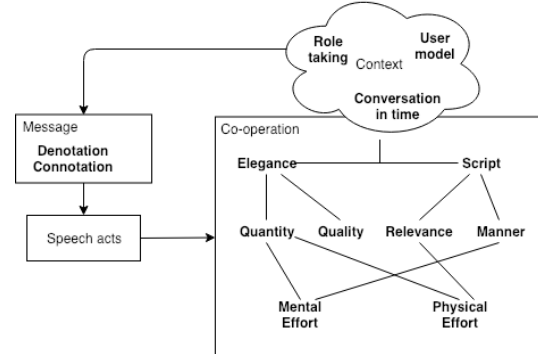 Role
taking
User
model
Context
Conversation
in time
Message
Denotation
Connotation
Speech acts
Co-operation
Elegance
Script
Quantity
Quality
Relevance
Manner
Mental
Effort
Physical
Effort